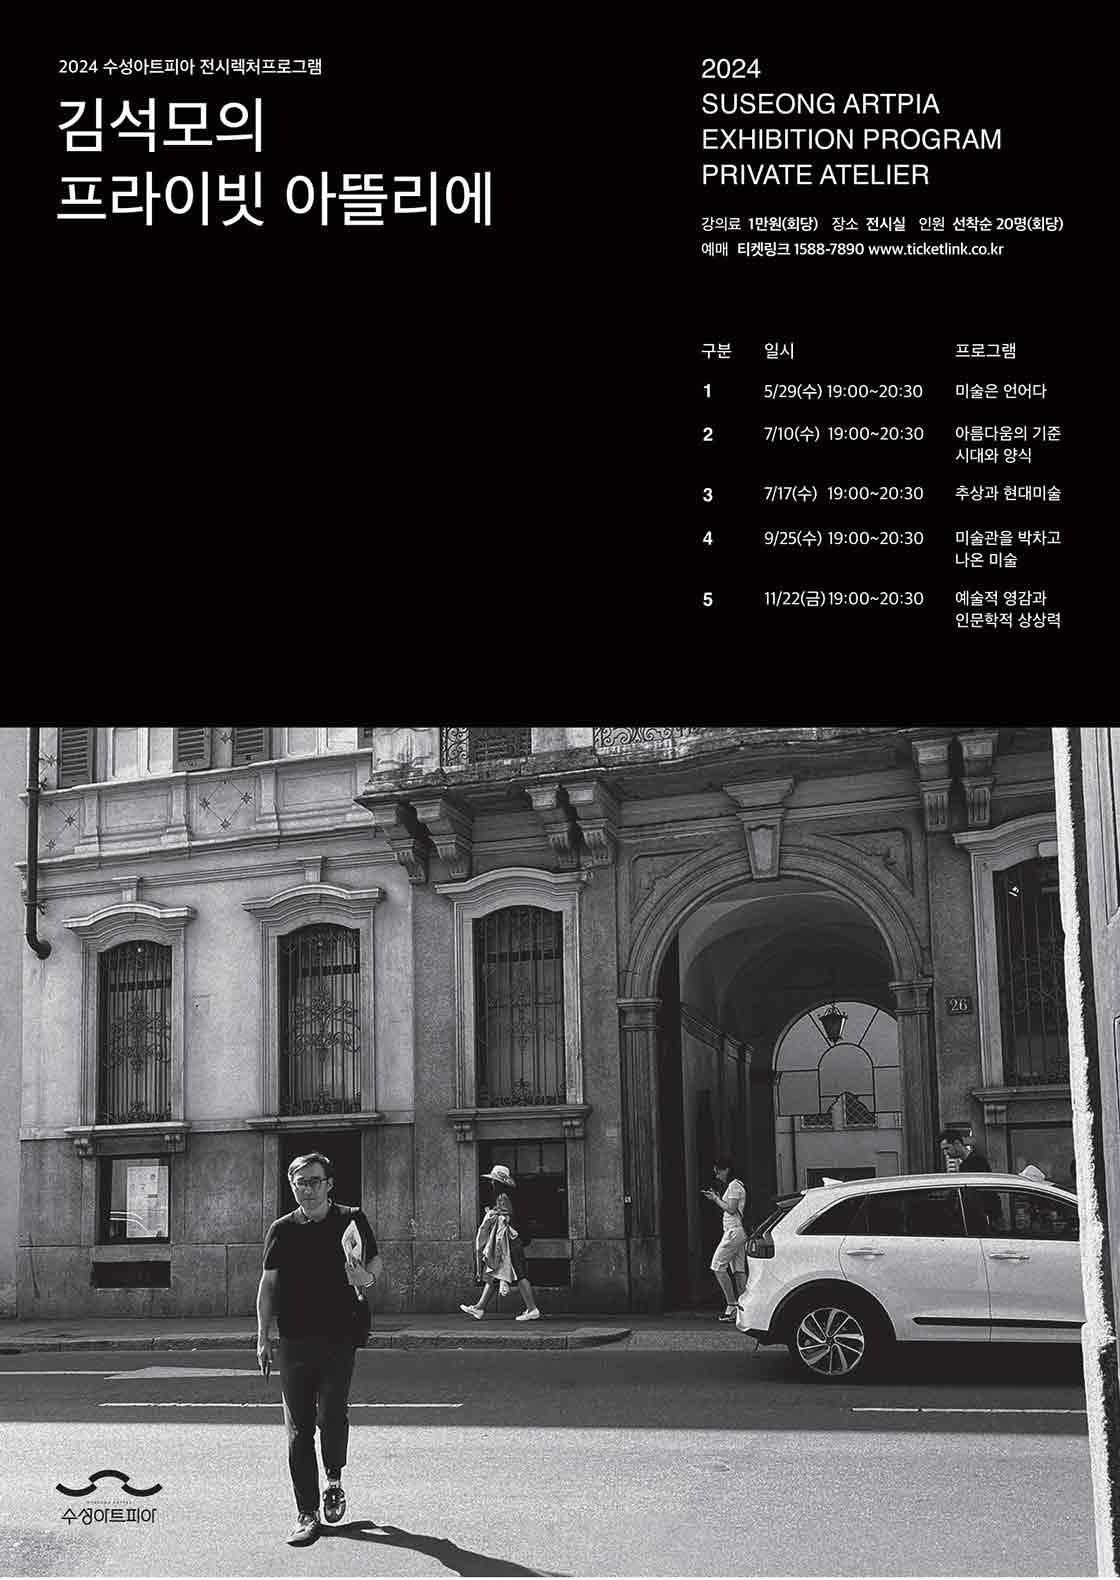 2024 수성아트피아 전시렉처프로그램
김석모의
프라이빗 아뜰리에
2024
SUSEONG ARTPIA
EXHIBITION PROGRAM
PRIVATE ATELIER
강의료 1만원(회당) 장소 전시실 인원 선착순 20명(회당)
예매 티켓링크 1588-7890 www.ticketlink.co.kr
구분 일시 프로그램
1 5/29(수) 19:00~20:30 미술은 언어다
2 7/10(수) 19:00~20:30 아름다움의 기준
시대와 양식
3 7/17(수) 19:00~20:30 추상과 현대미술
4 9/25(수) 19:00~20:30 미술관을 박차고
나온 미술
5 11/22(금) 19:00~20:30 예술적 영감과
인문학적 상상력
26
수성아트피아